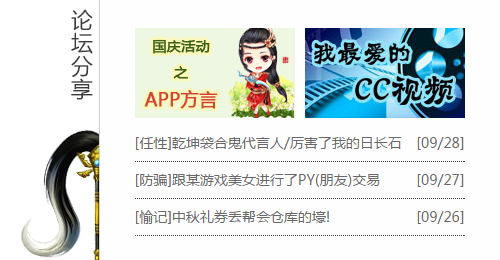 论坛分享
国庆活动
之
APP方言
我最爱的
CC视频
[任性]乾坤袋合鬼代言人/厉害了我的日长石 [09/28]
[防骗]跟某游戏美女进行了PY(朋友)交易 [09/27]
[愉记]中秋礼券丢帮会仓库的壕! [09/26]